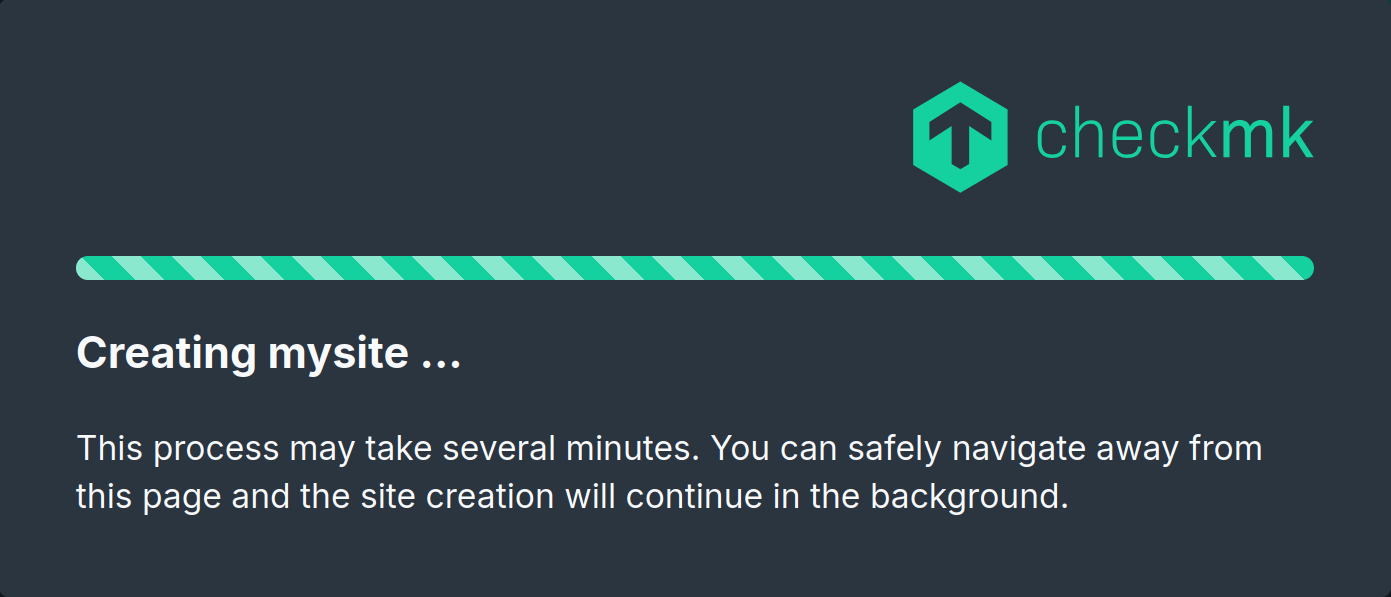 checkmk
Creating mysite ...
This process may take several minutes. You can safely navigate away from
this page and the site creation will continue in the background.